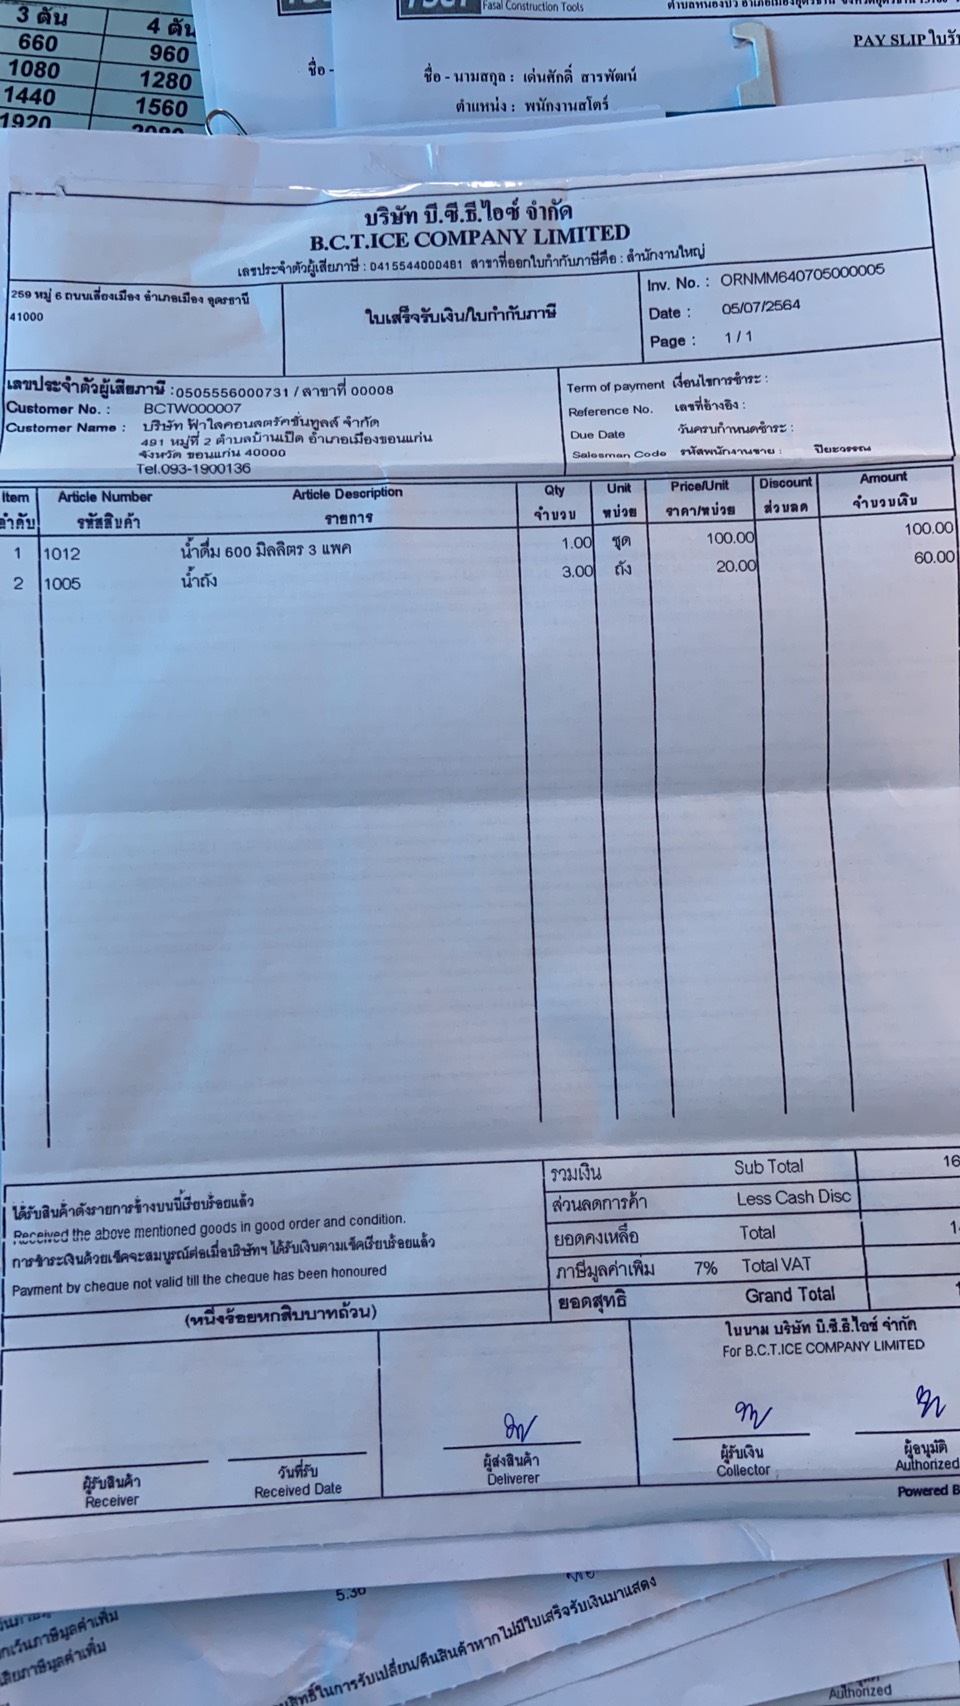 3 ตัน 4 ตัน
660 960
1080 1280
1440 1560
1920
Fasal Construction Tools
PAY SLIP
ชื่อ -
ชื่อ - นามสกุล : เด่นศักดิ์ สารพัฒน์
ตำแหน่ง : พนักงานสโตร์
บริษัท บี.ซี.ธี.ไอซ์ จำกัด
B.C.T.ICE COMPANY LIMITED
เลขประจำตัวผู้เสียภาษี : 0415544000481 สาขาที่ออกใบกำกับภาษีคือ : สำนักงานใหญ่
259 หมู่ 6 ถนนเลี่ยงเมือง อำเภอเมือง อุดรธานี
41000
ใบเสร็จรับเงิน/ใบกำกับภาษี
Inv. No. : ORNMM640705000005
Date : 05/07/2564
Page : 1 / 1
เลขประจำตัวผู้เสียภาษี : 0505556000731 / สาขาที่ 00008
Customer No. : BCTW000007
Customer Name : บริษัท ฟ้าใสคอนสตรัคชั่นทูลส์ จำกัด
491 หมู่ที่ 2 ตำบลบ้านเป็ด อำเภอเมืองขอนแก่น
จังหวัด ขอนแก่น 40000
Tel.093-1900136
Term of payment เงื่อนไขการชำระ :
Reference No. เลขที่อ้างอิง :
Due Date วันครบกำหนดชำระ :
Salesman Code รหัสพนักงานขาย : ปิยะวรรณ
Item Article Number Article Description Qty Unit Price/Unit Discount Amount
ลำดับ รหัสสินค้า รายการ จำนวน หน่วย ราคา/หน่วย ส่วนลด จำนวนเงิน
1 1012 น้ำดื่ม 600 มิลลิตร 3 แพค 1.00 ชุด 100.00 100.00
2 1005 น้ำถัง 3.00 ถัง 20.00 60.00
ได้รับสินค้าดังรายการข้างบนนี้เรียบร้อยแล้ว
Received the above mentioned goods in good order and condition.
การชำระเงินด้วยเช็คจะสมบูรณ์ต่อเมื่อบริษัทฯ ได้รับเงินตามเช็คเรียบร้อยแล้ว
Payment by cheque not valid till the cheque has been honoured
(หนึ่งร้อยหกสิบบาทถ้วน)
รวมเงิน Sub Total 16
ส่วนลดการค้า Less Cash Disc
ยอดคงเหลือ Total
ภาษีมูลค่าเพิ่ม 7% Total VAT
ยอดสุทธิ Grand Total
ในนาม บริษัท บี.ซี.ธี.ไอซ์ จำกัด
For B.C.T.ICE COMPANY LIMITED
ผู้รับสินค้า วันที่รับ ผู้ส่งสินค้า ผู้รับเงิน ผู้อนุมัติ
Receiver Received Date Deliverer Collector Authorized
Powered B
5.30
ภาษีมูลค่าเพิ่ม
ในการรับเปลี่ยน/คืนสินค้าหากไม่มีใบเสร็จรับเงินมาแสดง
Authorized